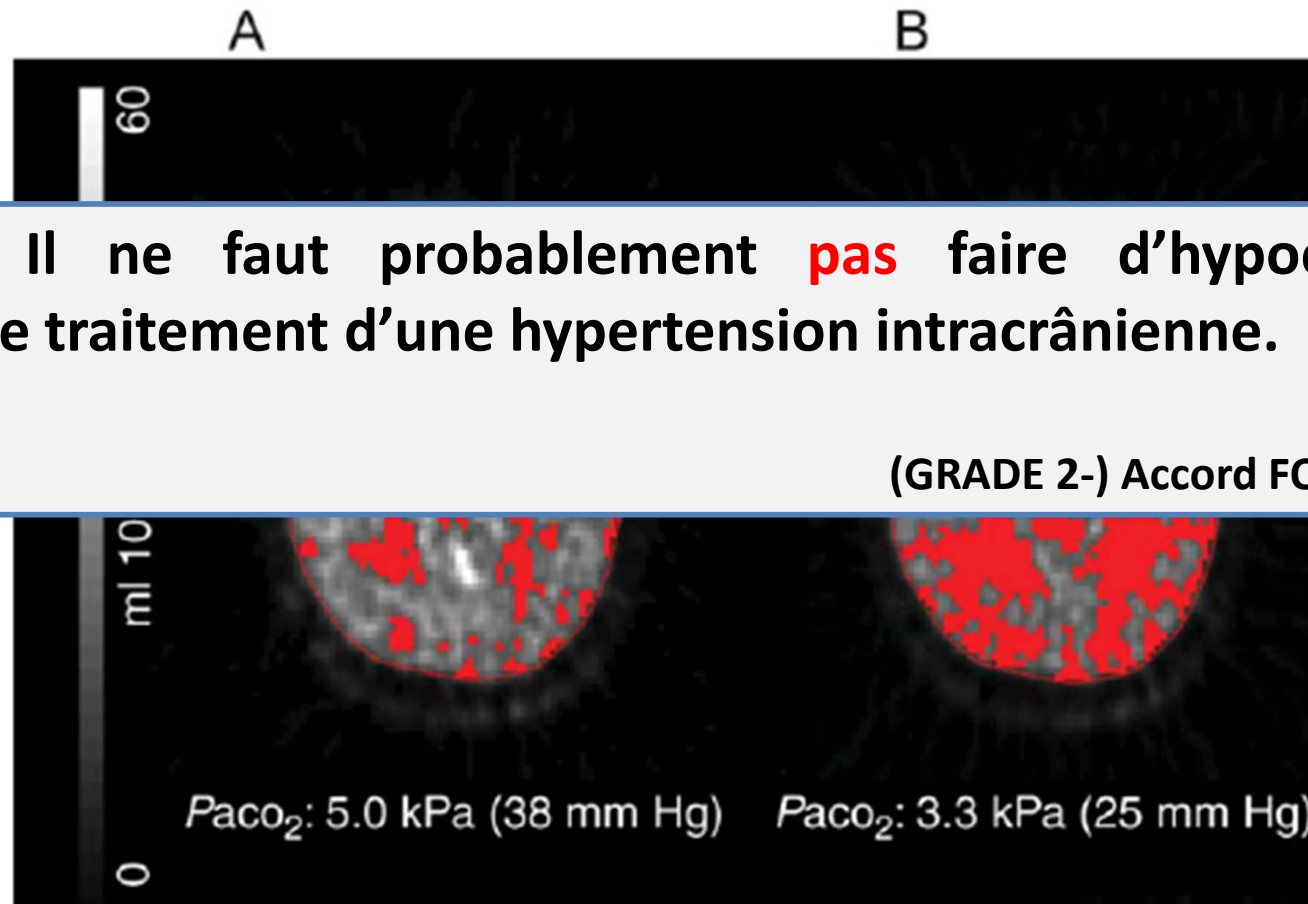 A
B
60
Il ne faut probablement pas faire
traitement d’une hypertension intracrânienne.
(GRADE 2-) Accord
ml 10
Paco₂: 5.0 kPa (38 mm Hg)
Paco₂: 3.3 kPa (25 mm Hg)
0